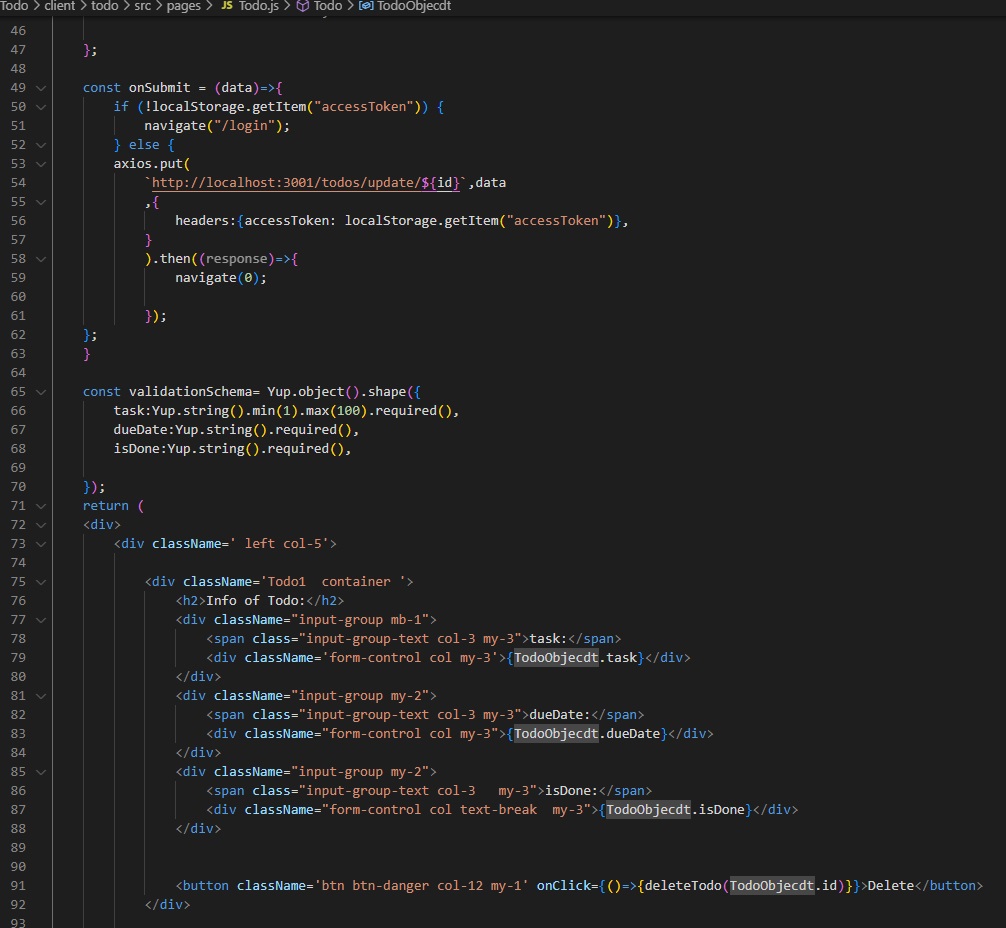 Todo > client > todo > src > pages > JS Todo.js > Todo > TodoObjecdt
46
47 };
48
49 const onSubmit = (data)=>{
50 if (!localStorage.getItem("accessToken")) {
51 navigate("/login");
52 } else {
53 axios.put(
54 `http://localhost:3001/todos/update/${id}`,data
55 ,{
56 headers:{accessToken: localStorage.getItem("accessToken")},
57 }
58 ).then((response)=>{
59 navigate(0);
60
61 });
62 };
63 }
64
65 const validationSchema= Yup.object().shape({
66 task:Yup.string().min(1).max(100).required(),
67 dueDate:Yup.string().required(),
68 isDone:Yup.string().required(),
69
70 });
71 return (
72 <div>
73 <div className=' left col-5'>
74
75 <div className='Todo1  container '>
76 <h2>Info of Todo:</h2>
77 <div className="input-group mb-1">
78 <span class="input-group-text col-3 my-3">task:</span>
79 <div className='form-control col my-3'>{TodoObjecdt.task}</div>
80 </div>
81 <div className="input-group my-2">
82 <span class="input-group-text col-3 my-3">dueDate:</span>
83 <div className="form-control col my-3">{TodoObjecdt.dueDate}</div>
84 </div>
85 <div className="input-group my-2">
86 <span class="input-group-text col-3   my-3">isDone:</span>
87 <div className="form-control col text-break  my-3">{TodoObjecdt.isDone}</div>
88 </div>
89
90
91 <button className='btn btn-danger col-12 my-1' onClick={()=>{deleteTodo(TodoObjecdt.id)}}>Delete</button>
92 </div>
93